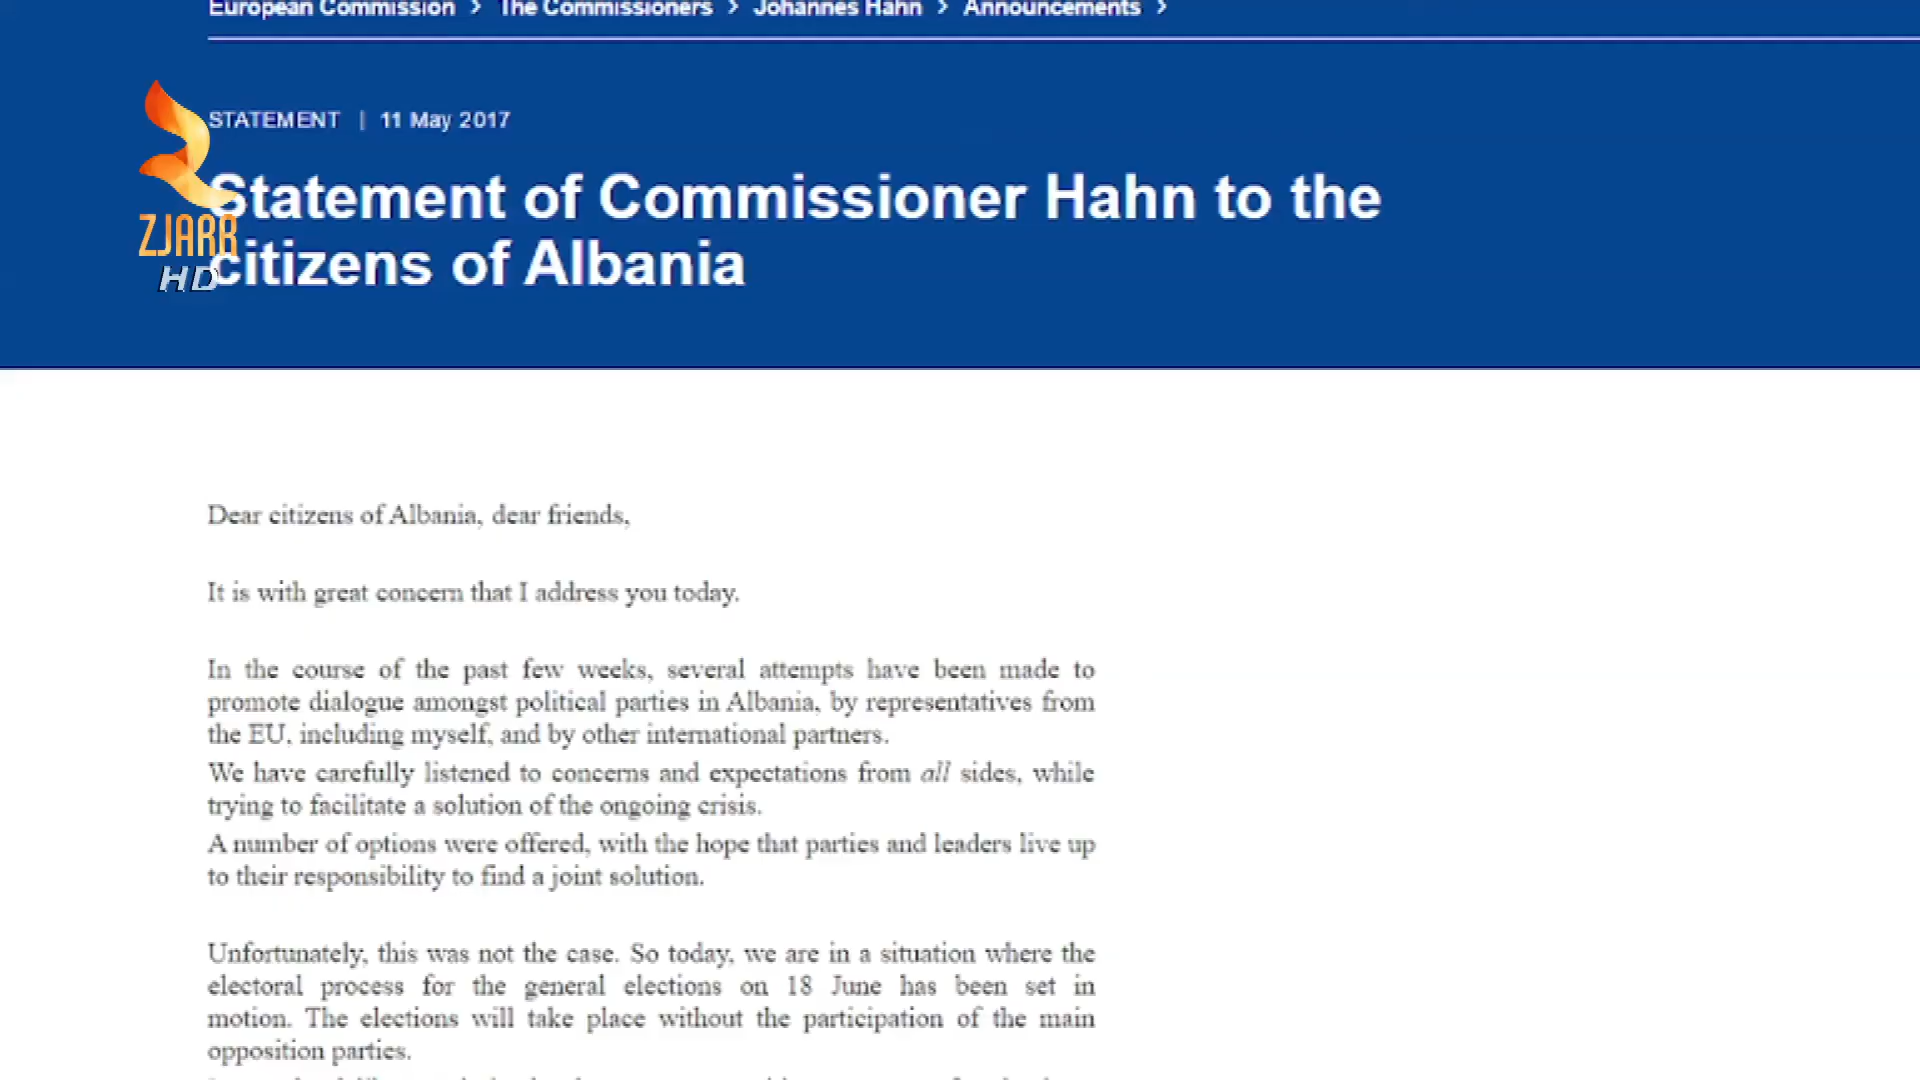 European Commission > The Commissioners > Johannes Hahn > Announcements >
STATEMENT | 11 May 2017
Statement of Commissioner Hahn to the
citizens of Albania
ZJARR
HD
Dear citizens of Albania, dear friends,
It is with great concern that I address you today.
In the course of the past few weeks, several attempts have been made to
promote dialogue amongst political parties in Albania, by representatives from
the EU, including myself, and by other international partners.
We have carefully listened to concerns and expectations from all sides, while
trying to facilitate a solution of the ongoing crisis.
A number of options were offered, with the hope that parties and leaders live up
to their responsibility to find a joint solution.
Unfortunately, this was not the case. So today, we are in a situation where the
electoral process for the general elections on 18 June has been set in
motion. The elections will take place without the participation of the main
opposition parties.